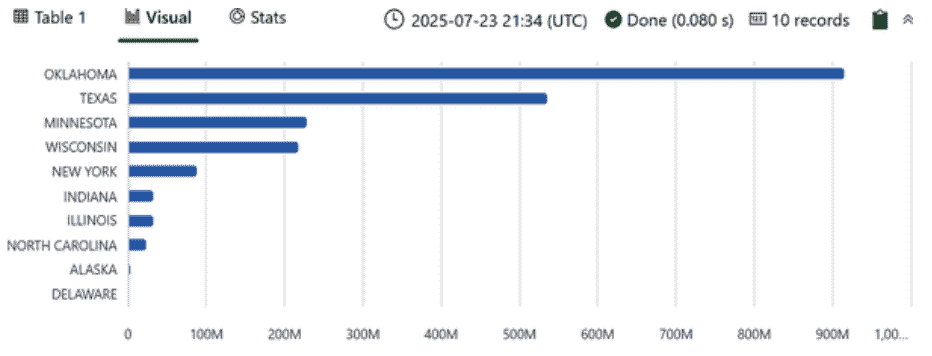 Table 1 Visual Stats 2025-07-23 21:34 (UTC) Done (0.080 s) 10 records
OKLAHOMA
TEXAS
MINNESOTA
WISCONSIN
NEW YORK
INDIANA
ILLINOIS
NORTH CAROLINA
ALASKA
DELAWARE
0 100M 200M 300M 400M 500M 600M 700M 800M 900M 1,00...